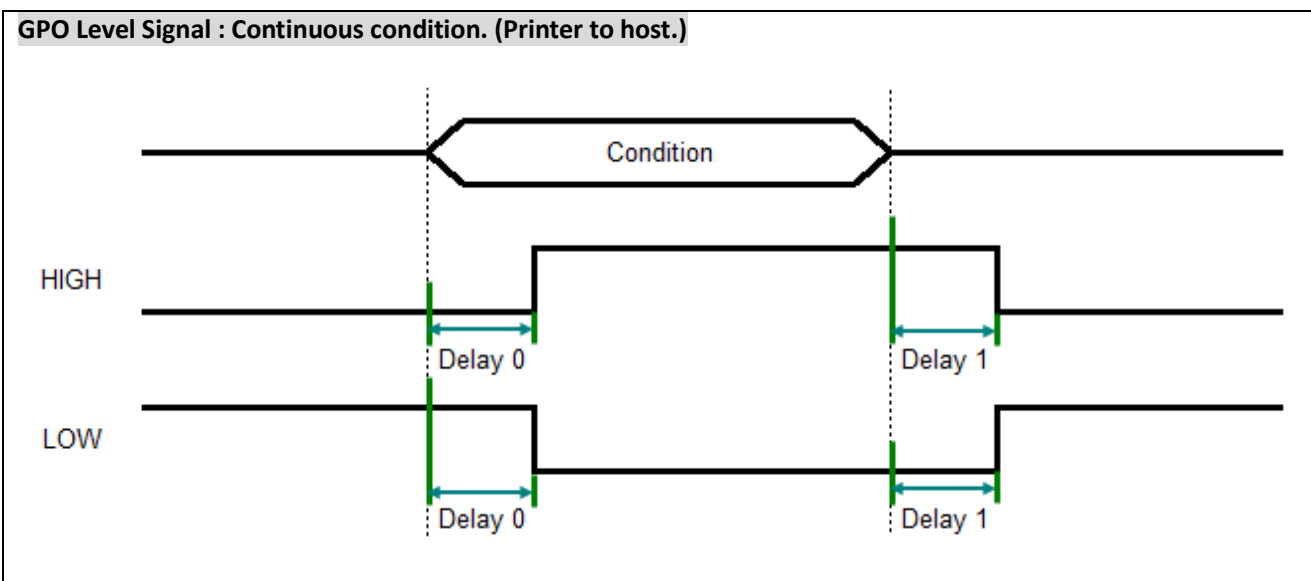 GPO Level Signal : Continuous condition. (Printer to host.)
Condition
HIGH
Delay 0
Delay 1
LOW
Delay 0
Delay 1